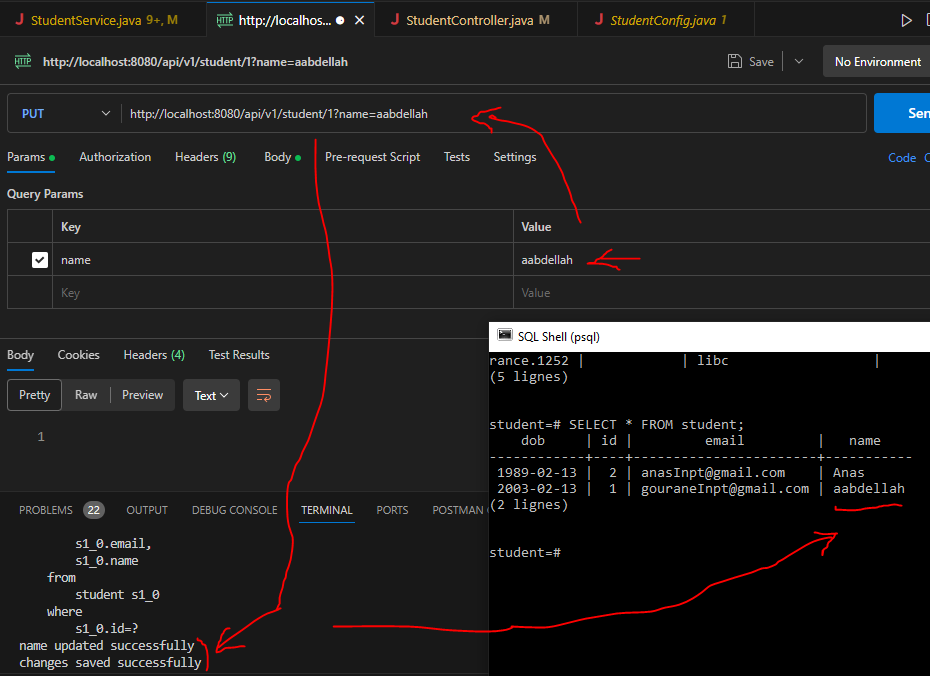 StudentService.java 9+, M
http://localhos...
StudentController.java M
StudentConfig.java 1
http://localhost:8080/api/v1/student/1?name=aabdellah
Save
No Environment
PUT
http://localhost:8080/api/v1/student/1?name=aabdellah
Sen
Params
Authorization
Headers (9)
Body
Pre-request Script
Tests
Settings
Code
Query Params
Key
Value
name
aabdellah
Key
Value
Body
Cookies
Headers (4)
Test Results
Pretty
Raw
Preview
Text
1
PROBLEMS 22
OUTPUT
DEBUG CONSOLE
TERMINAL
PORTS
POSTMAN
s1_0.email,
s1_0.name
from
student s1_0
where
s1_0.id=?
name updated successfully
changes saved successfully
SQL Shell (psql)
rance.1252 | | libc |
(5 lignes)
student=# SELECT * FROM student;
dob | id | email | name
------------+----+-----------------------+-----------
1989-02-13 | 2 | anasInpt@gmail.com | Anas
2003-02-13 | 1 | gouraneInpt@gmail.com | aabdellah
(2 lignes)
student=#